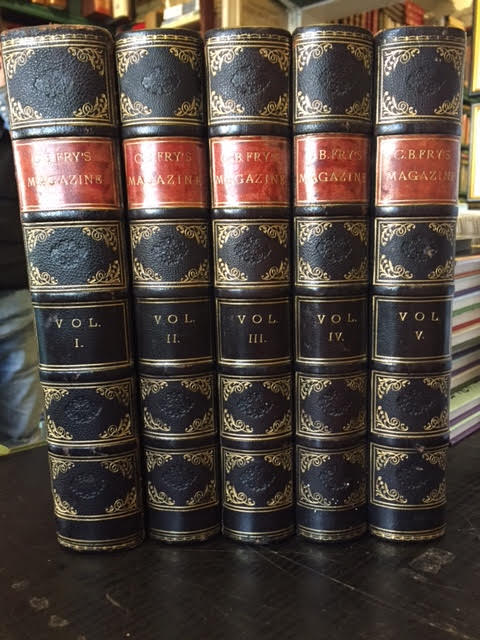 C.B.FRY'S
MAGAZINE
VOL.
I.
C.B.FRY'S
MAGAZINE
VOL.
II.
C.B.FRY'S
MAGAZINE
VOL.
III.
C.B.FRY'S
MAGAZINE
VOL.
IV.
C.B.FRY'S
MAGAZINE
VOL.
V.